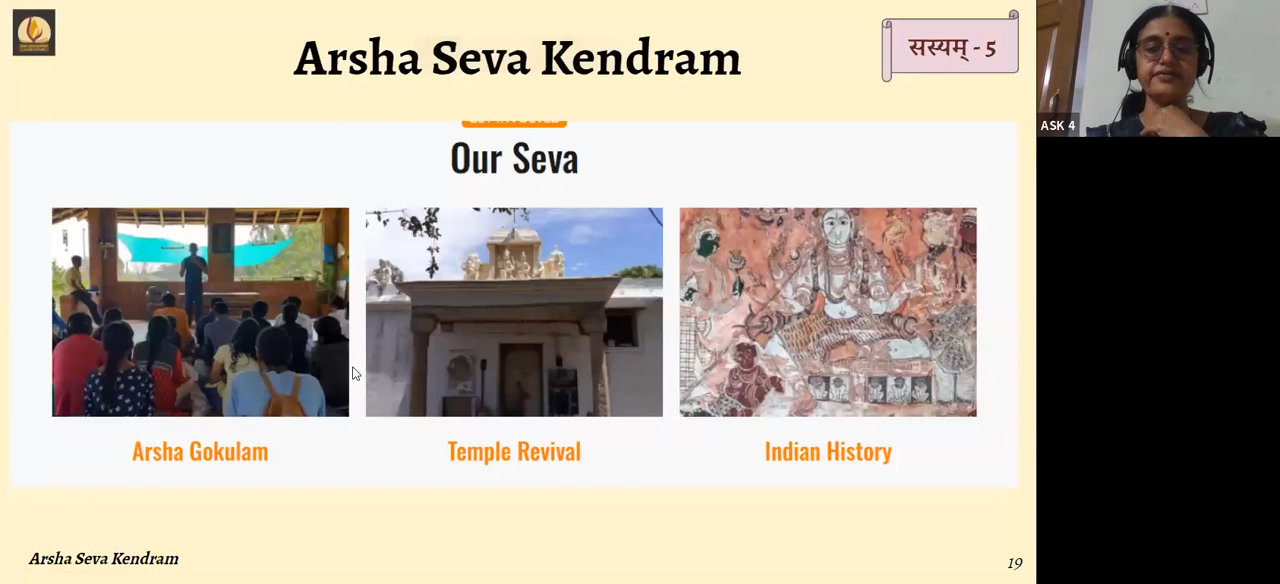 Arsha Seva Kendram
सस्यम् - 5
ASK 4
Our Seva
Arsha Gokulam
Temple Revival
Indian History
Arsha Seva Kendram
19